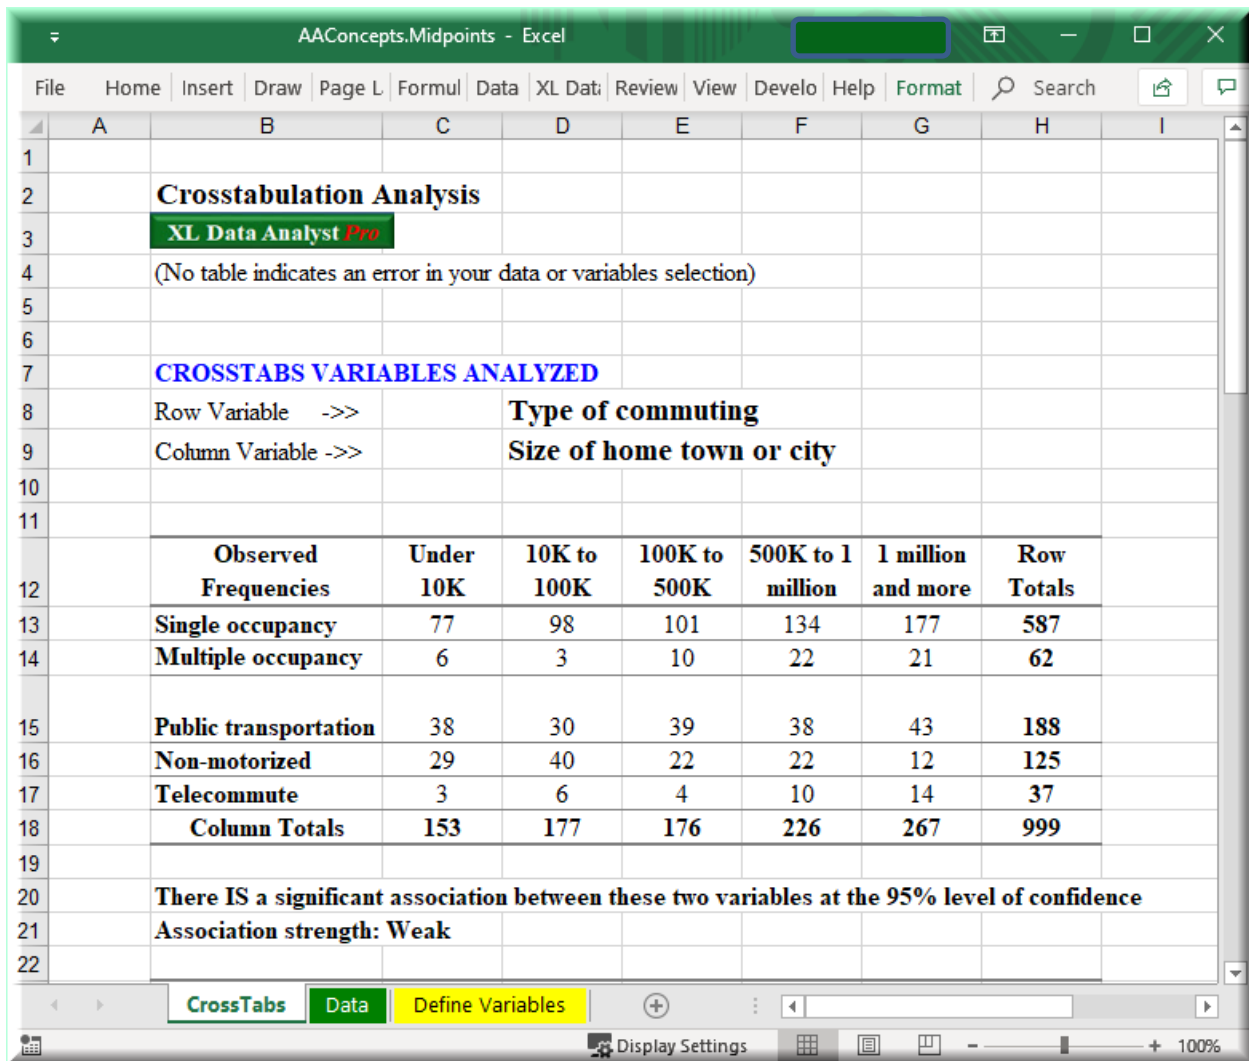 AAConcepts.Midpoints - Excel
File Home Insert Draw Page L Formul Data XL Data Review View Develo Help Format Search
A B C D E F G H I
1
2 Crosstabulation Analysis
3 XL Data Analyst Pro
4 (No table indicates an error in your data or variables selection)
5
6
7 CROSSTABS VARIABLES ANALYZED
8 Row Variable ->> Type of commuting
9 Column Variable ->> Size of home town or city
10
11
Observed Under 10K to 100K to 500K to 1 1 million Row
12 Frequencies 10K 100K 500K million and more Totals
13 Single occupancy 77 98 101 134 177 587
14 Multiple occupancy 6 3 10 22 21 62
15 Public transportation 38 30 39 38 43 188
16 Non-motorized 29 40 22 22 12 125
17 Telecommute 3 6 4 10 14 37
18 Column Totals 153 177 176 226 267 999
19
20 There IS a significant association between these two variables at the 95% level of confidence
21 Association strength: Weak
22
CrossTabs Data Define Variables
Display Settings 100%